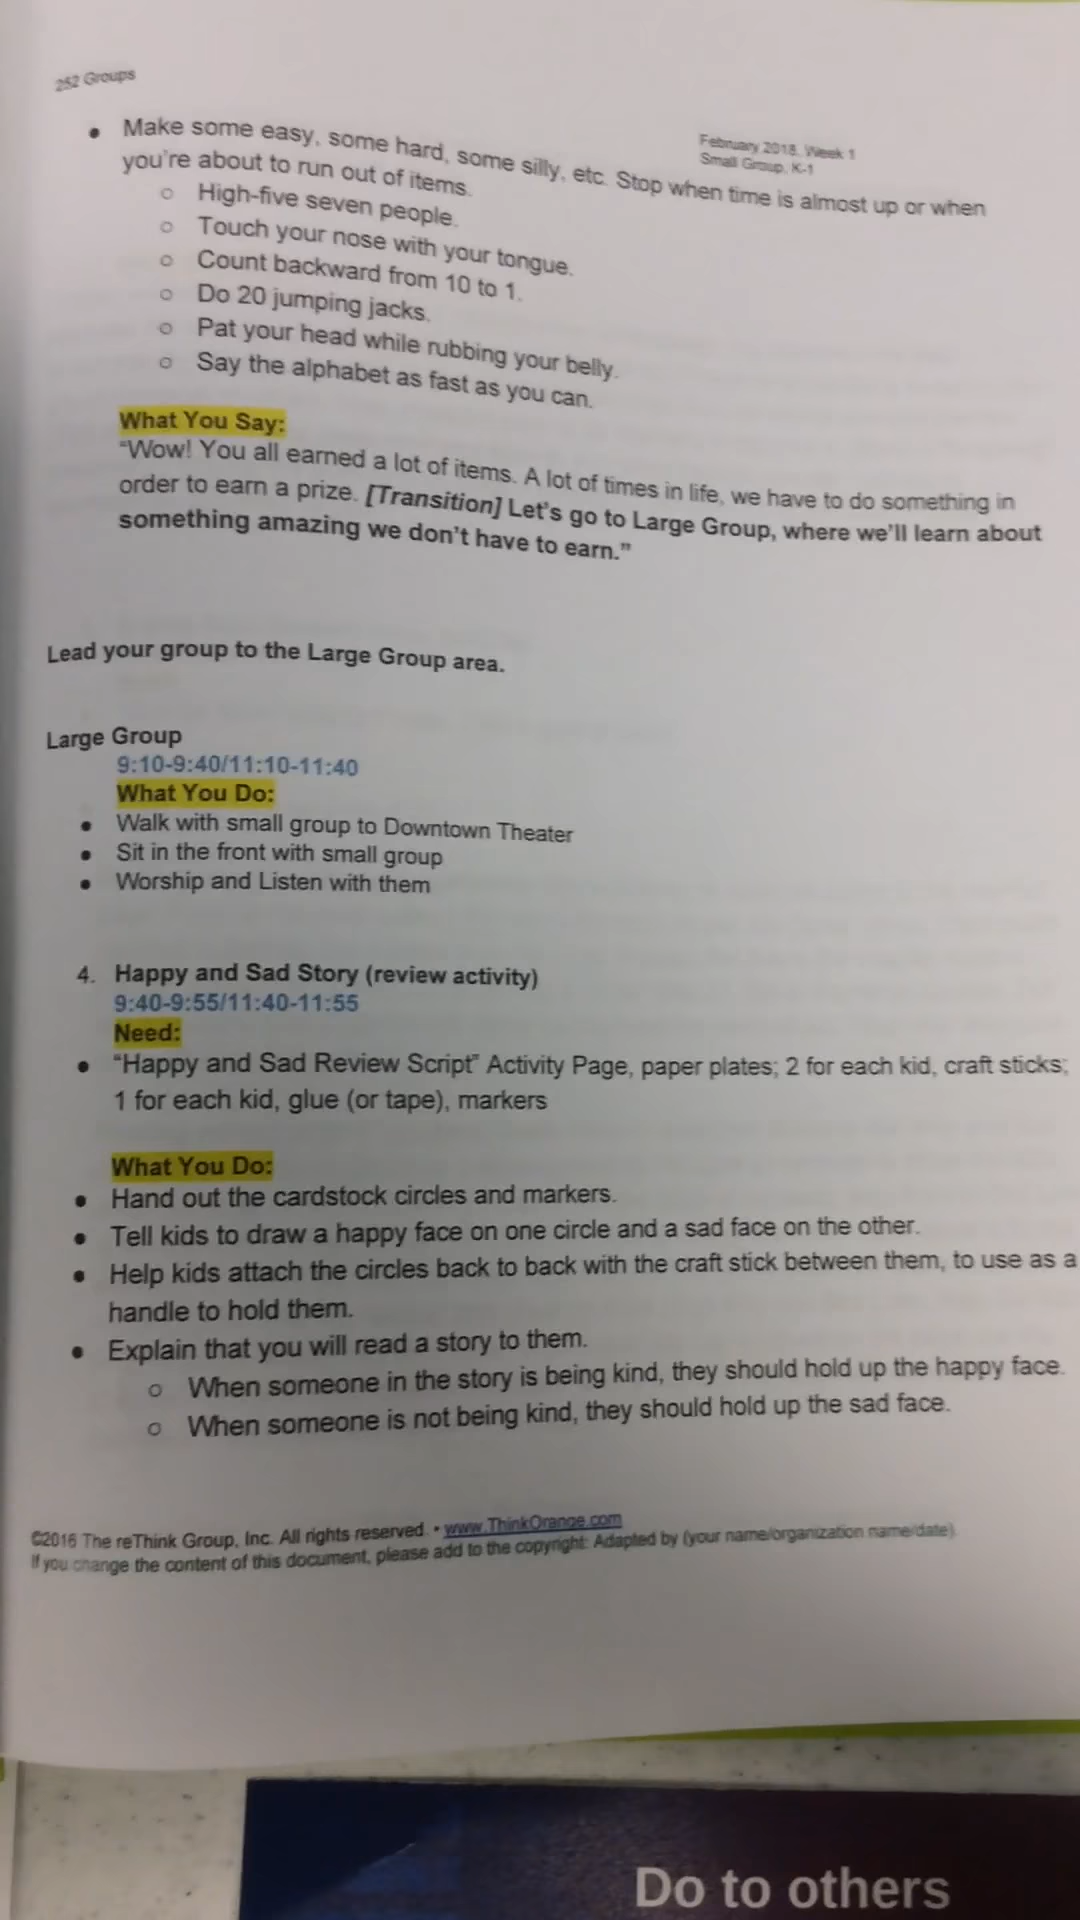 252 Groups
February 2018, Week 1
Small Group, K-1
• Make some easy, some hard, some silly, etc. Stop when time is almost up or when
you're about to run out of items.
○ High-five seven people.
○ Touch your nose with your tongue.
○ Count backward from 10 to 1.
○ Do 20 jumping jacks.
○ Pat your head while rubbing your belly.
○ Say the alphabet as fast as you can.
What You Say:
"Wow! You all earned a lot of items. A lot of times in life, we have to do something in
order to earn a prize. [Transition] Let's go to Large Group, where we'll learn about
something amazing we don't have to earn."
Lead your group to the Large Group area.
Large Group
9:10-9:40/11:10-11:40
What You Do:
• Walk with small group to Downtown Theater
• Sit in the front with small group
• Worship and Listen with them
4. Happy and Sad Story (review activity)
9:40-9:55/11:40-11:55
Need:
• "Happy and Sad Review Script" Activity Page, paper plates; 2 for each kid, craft sticks;
1 for each kid, glue (or tape), markers
What You Do:
• Hand out the cardstock circles and markers.
• Tell kids to draw a happy face on one circle and a sad face on the other.
• Help kids attach the circles back to back with the craft stick between them, to use as a
handle to hold them.
• Explain that you will read a story to them.
○ When someone in the story is being kind, they should hold up the happy face.
○ When someone is not being kind, they should hold up the sad face.
©2016 The reThink Group, Inc. All rights reserved. • www.ThinkOrange.com
If you change the content of this document, please add to the copyright: Adapted by (your name/organization name/date)
Do to others